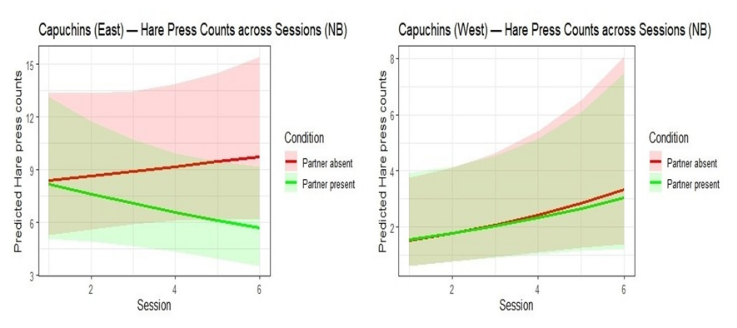 Capuchins (East) — Hare Press Counts across Sessions (NB)
15
12
9
6
3
Predicted Hare press counts
2
4
6
Session
Condition
Partner absent
Partner present
Capuchins (West) — Hare Press Counts across Sessions (NB)
8
6
4
2
Predicted Hare press counts
2
4
6
Session
Condition
Partner absent
Partner present